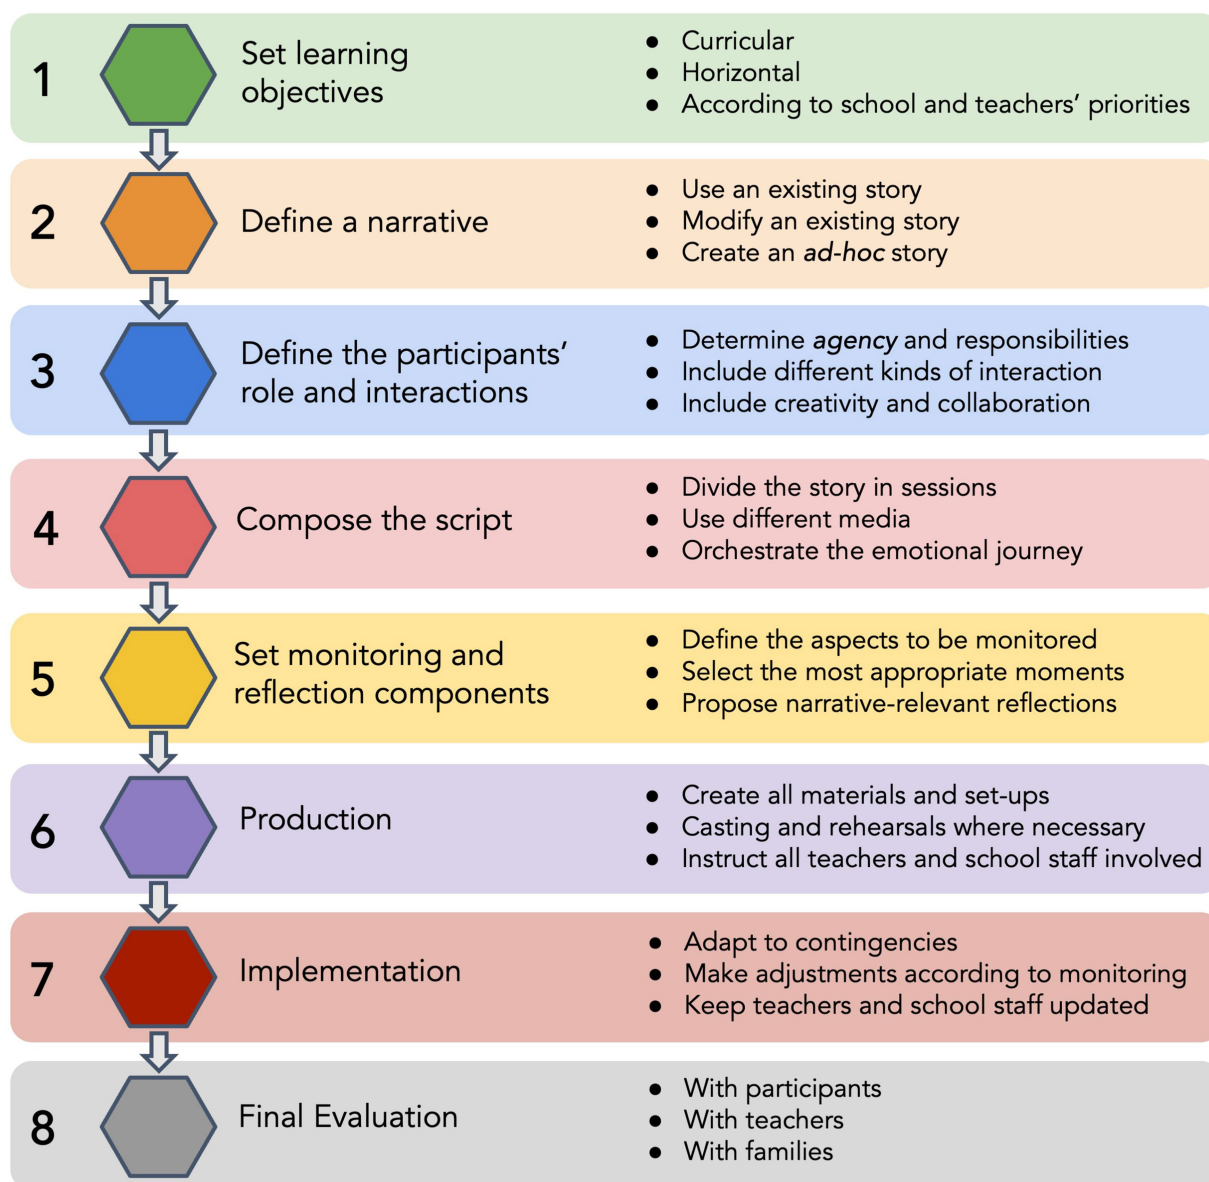 1
Set learning
objectives
● Curricular
● Horizontal
● According to school and teachers’ priorities
2
Define a narrative
● Use an existing story
● Modify an existing story
● Create an ad-hoc story
3
Define the participants’
role and interactions
● Determine agency and responsibilities
● Include different kinds of interaction
● Include creativity and collaboration
4
Compose the script
● Divide the story in sessions
● Use different media
● Orchestrate the emotional journey
5
Set monitoring and
reflection components
● Define the aspects to be monitored
● Select the most appropriate moments
● Propose narrative-relevant reflections
6
Production
● Create all materials and set-ups
● Casting and rehearsals where necessary
● Instruct all teachers and school staff involved
7
Implementation
● Adapt to contingencies
● Make adjustments according to monitoring
● Keep teachers and school staff updated
8
Final Evaluation
● With participants
● With teachers
● With families